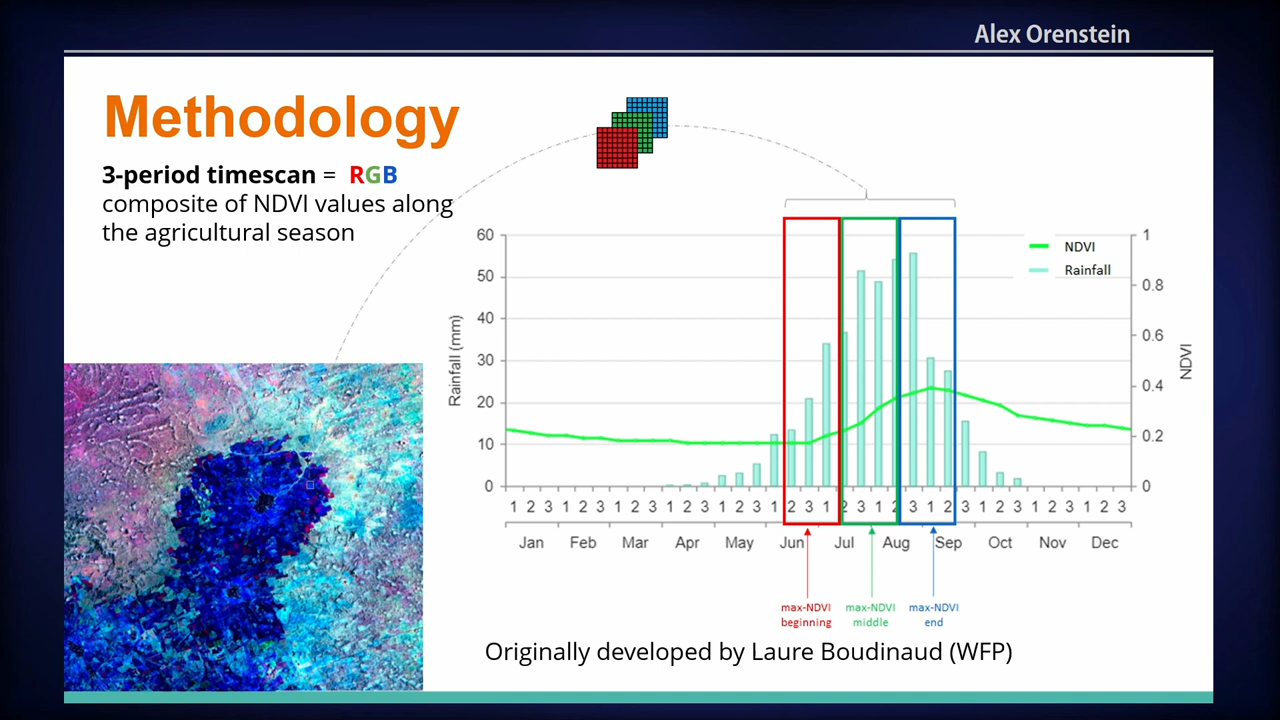 Alex Orenstein
Methodology
3-period timescan = RGB
composite of NDVI values along
the agricultural season
60
50
40
30
20
10
0
Rainfall (mm)
1
0.8
0.6
0.4
0.2
0
NDVI
NDVI
Rainfall
1 2 3 1 2 3 1 2 3 1 2 3 1 2 3 1 2 3 1 2 3 1 2 3 1 2 3 1 2 3 1 2 3 1 2 3
Jan Feb Mar Apr May Jun Jul Aug Sep Oct Nov Dec
max-NDVI
beginning
max-NDVI
middle
max-NDVI
end
Originally developed by Laure Boudinaud (WFP)